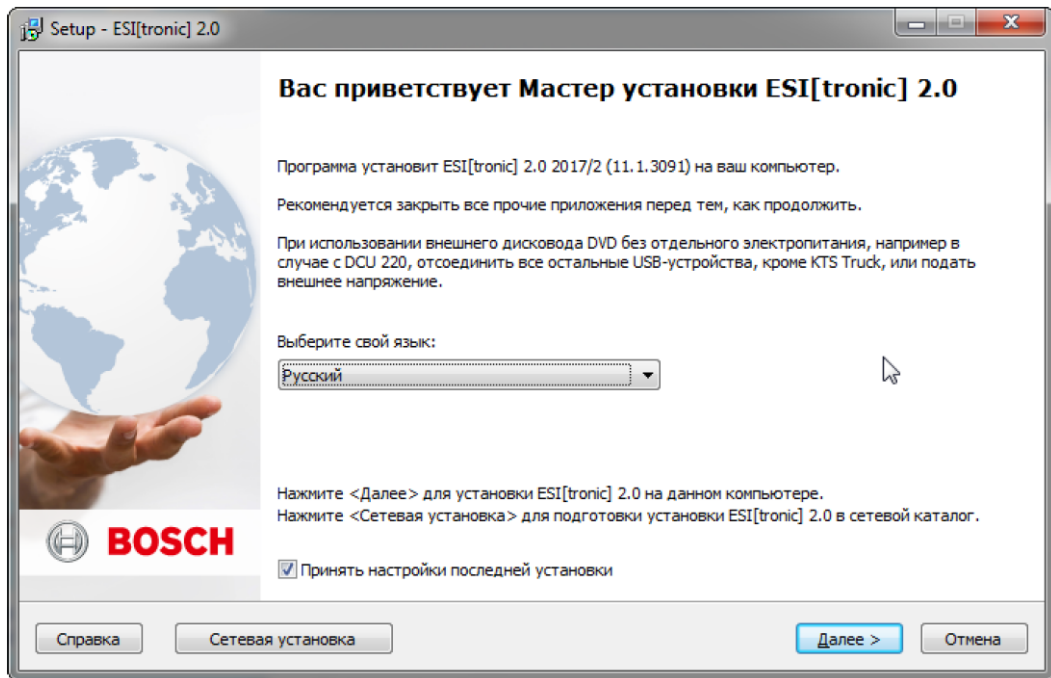 Setup - ESI[tronic] 2.0
Вас приветствует Мастер установки ESI[tronic] 2.0
Программа установит ESI[tronic] 2.0 2017/2 (11.1.3091) на ваш компьютер.
Рекомендуется закрыть все прочие приложения перед тем, как продолжить.
При использовании внешнего дисковода DVD без отдельного электропитания, например в
случае с DCU 220, отсоединить все остальные USB-устройства, кроме KTS Truck, или подать
внешнее напряжение.
Выберите свой язык:
Русский
Нажмите <Далее> для установки ESI[tronic] 2.0 на данном компьютере.
Нажмите <Сетевая установка> для подготовки установки ESI[tronic] 2.0 в сетевой каталог.
BOSCH
Принять настройки последней установки
Справка
Сетевая установка
Далее >
Отмена